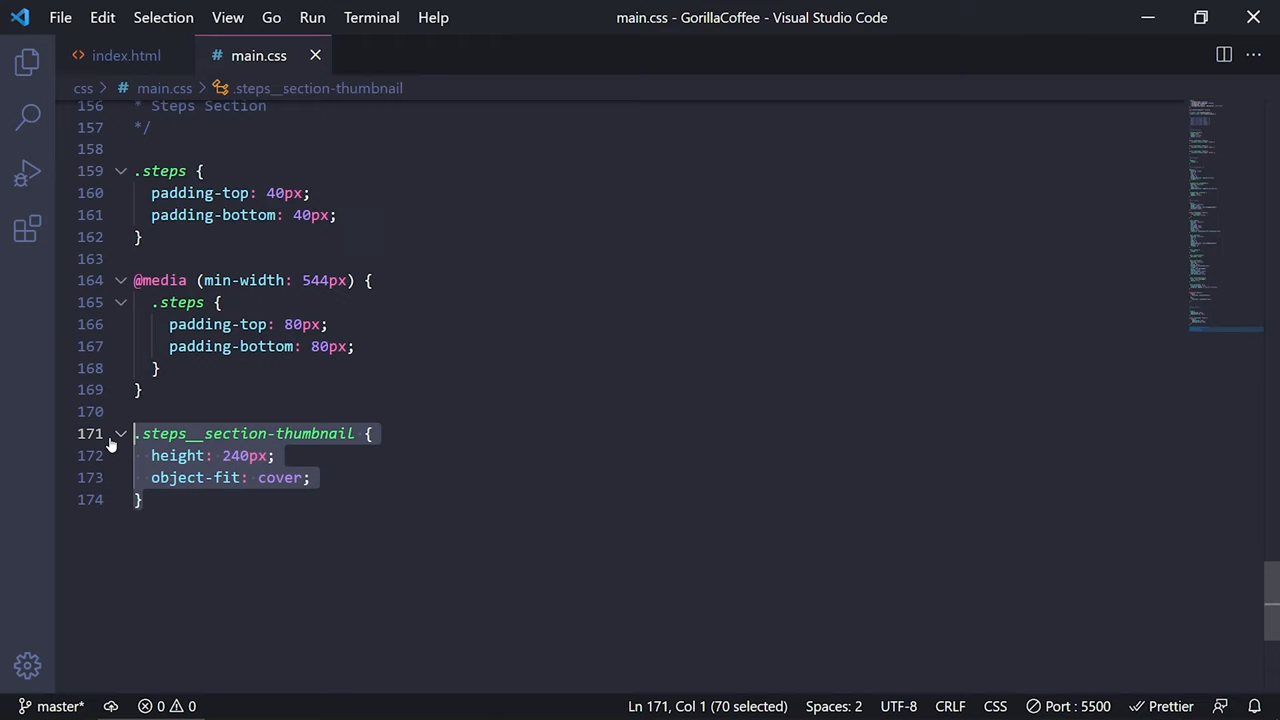 File Edit Selection View Go Run Terminal Help main.css - GorillaCoffee - Visual Studio Code
index.html # main.css
css > # main.css > .steps__section-thumbnail
156 * Steps Section
157 */
158
159 .steps {
160 padding-top: 40px;
161 padding-bottom: 40px;
162 }
163
164 @media (min-width: 544px) {
165 .steps {
166 padding-top: 80px;
167 padding-bottom: 80px;
168 }
169 }
170
171 .steps__section-thumbnail {
172 height: 240px;
173 object-fit: cover;
174 }
master* 0 0 Ln 171, Col 1 (70 selected) Spaces: 2 UTF-8 CRLF CSS Port : 5500 Prettier